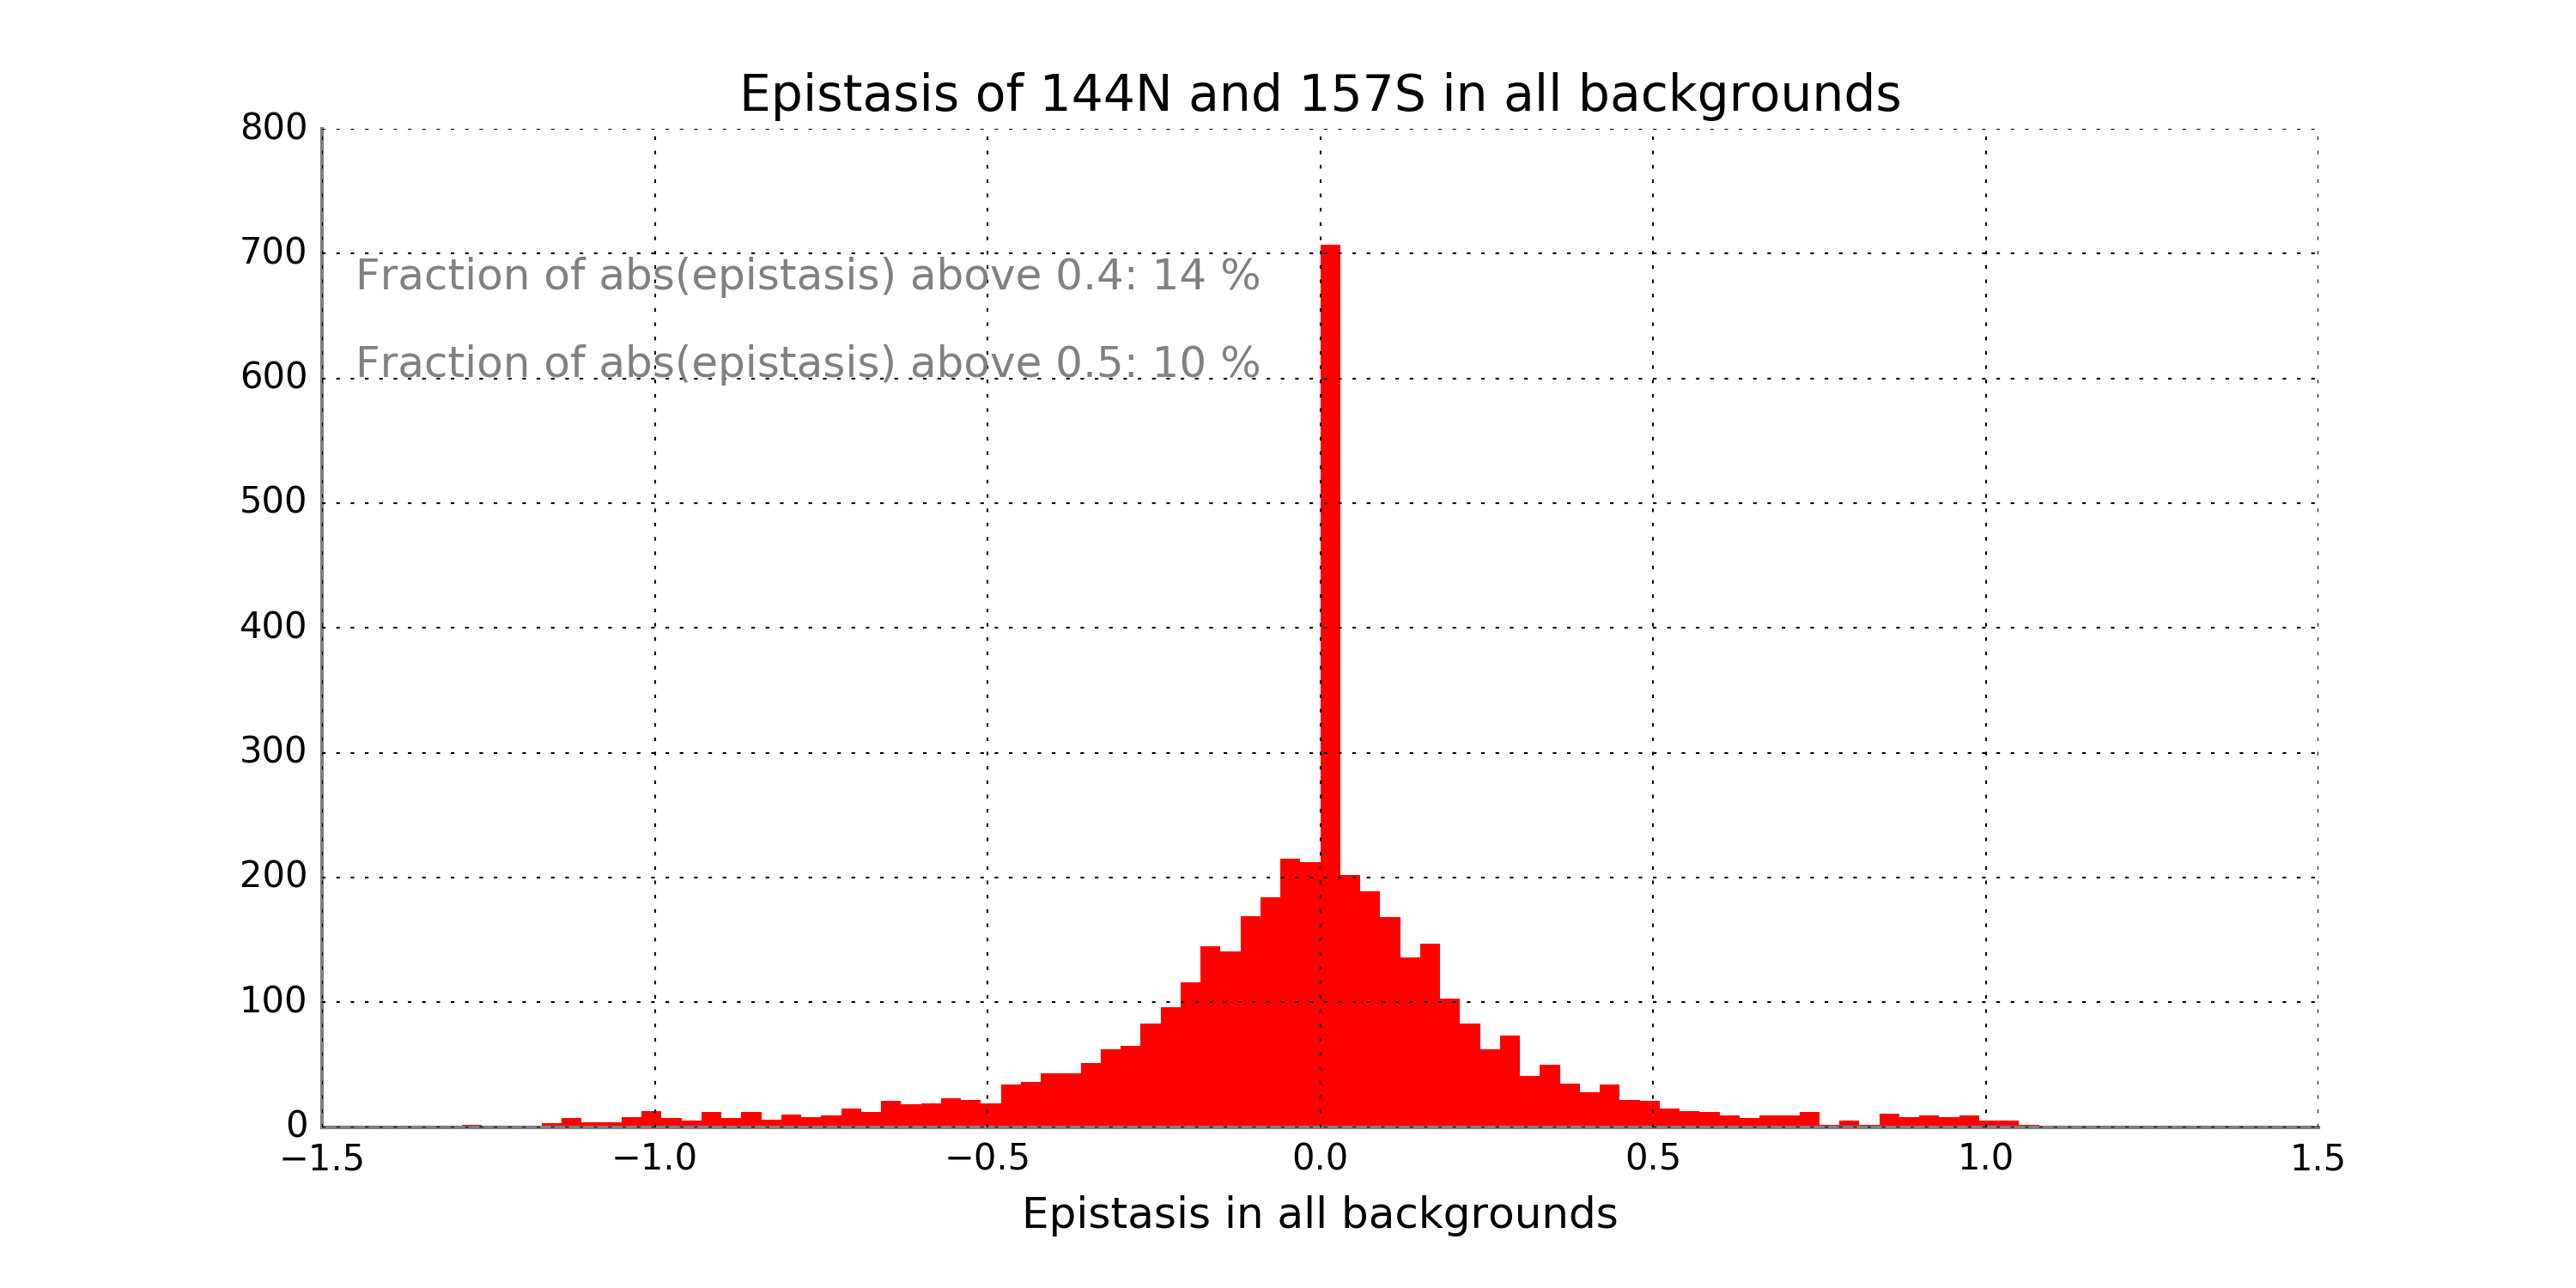 Epistasis of 144N and 157S in all backgrounds
800
700
Fraction of abs(epistasis) above 0.4: 14 %
600
Fraction of abs(epistasis) above 0.5: 10 %
500
400
300
200
100
0
−1.5 −1.0 −0.5 0.0 0.5 1.0 1.5
Epistasis in all backgrounds